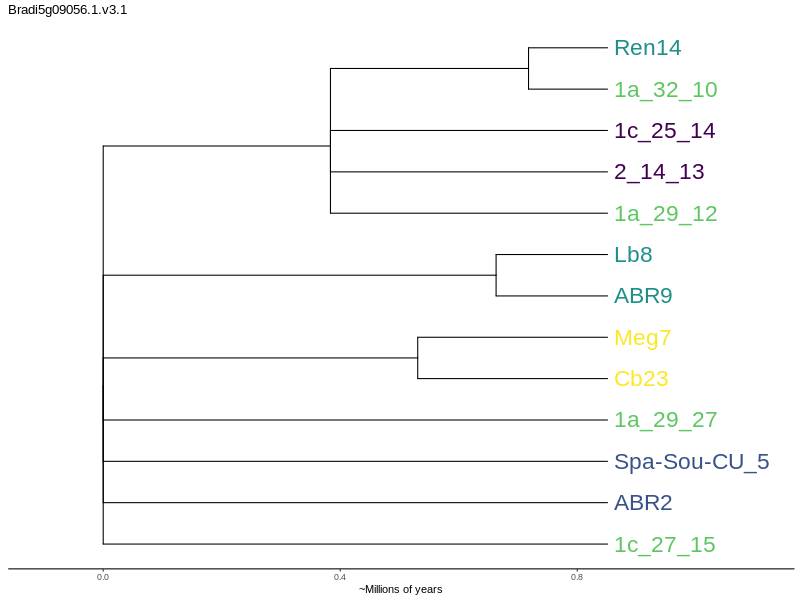 Bradi5g09056.1.v3.1
Ren14
1a_32_10
1c_25_14
2_14_13
1a_29_12
Lb8
ABR9
Meg7
Cb23
1a_29_27
Spa-Sou-CU_5
ABR2
1c_27_15
0.0 0.4 0.8
~Millions of years